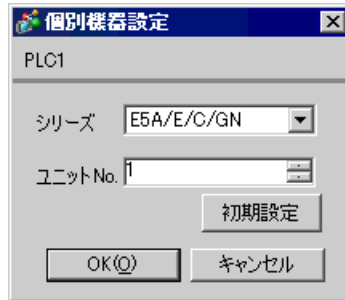 個別機器設定
PLC1
シリーズ E5A/E/C/GN
ユニットNo. 1
初期設定
OK(O) キャンセル